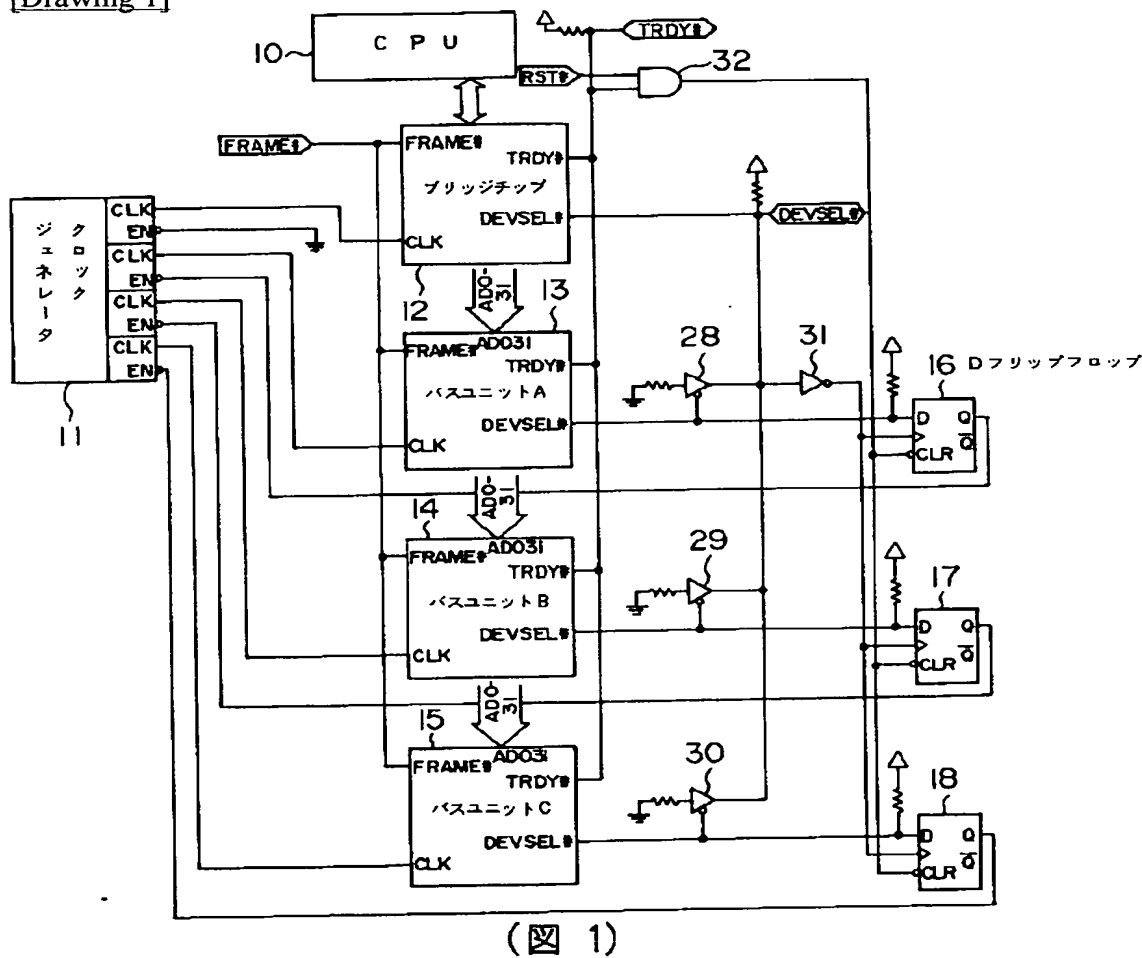 [Drawing 1]
CPU
10
TRDY#
32
RST#
FRAME#
FRAME#
TRDY#
ブリッジチップ
DEVSEL#
DEVSEL#
CLK
12
CLK
EN
CLK
EN
CLK
EN
CLK
EN
クロック
ジェネレータ
11
AD0-
31
13
FRAME#
AD031
TRDY#
バスユニットA
DEVSEL#
CLK
28
31
16 Dフリップフロップ
D
Q
Q
CLR
AD0-
31
14
FRAME#
AD031
TRDY#
バスユニットB
DEVSEL#
CLK
29
17
D
Q
Q
CLR
AD0-
31
15
FRAME#
AD031
TRDY#
バスユニットC
DEVSEL#
CLK
30
18
D
Q
Q
CLR
(図 1)